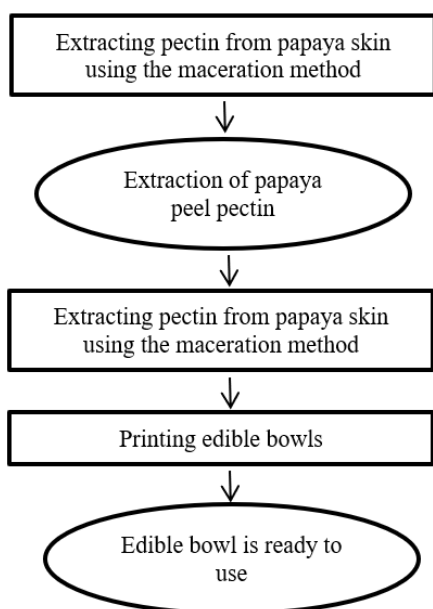 Extracting pectin from papaya skin
using the maceration method
Extraction of papaya
peel pectin
Extracting pectin from papaya skin
using the maceration method
Printing edible bowls
Edible bowl is ready to
use